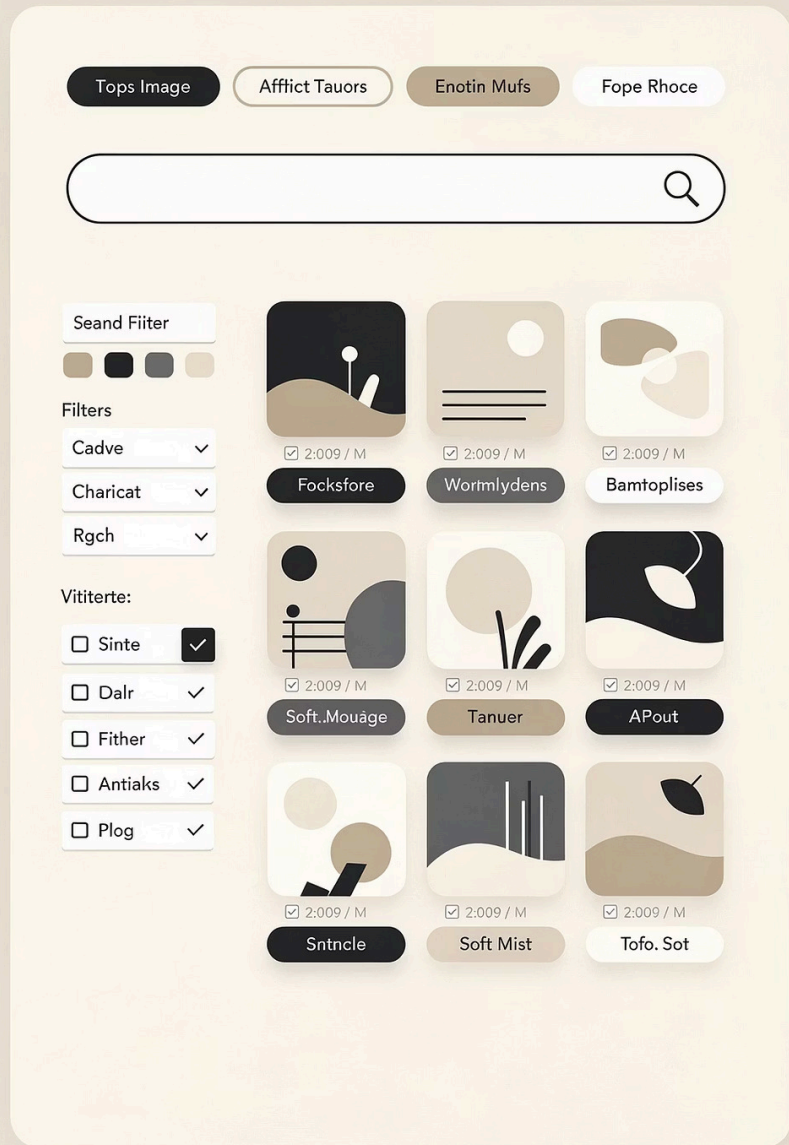 Tops Image
Afflict Tauors
Enotin Mufs
Fope Rhoce
Seand Fiiter
Filters
Cadve
Charicat
Rgch
Vititerte:
Sinte
Dalr
Fither
Antiaks
Plog
2:009 / M
2:009 / M
2:009 / M
Focksfore
Wormlydens
Bamtoplises
2:009 / M
2:009 / M
2:009 / M
Soft..Mouäge
Tanuer
APout
2:009 / M
2:009 / M
2:009 / M
Sntncle
Soft Mist
Tofo. Sot